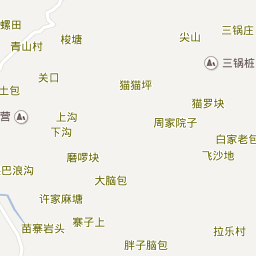 螺田
三锅庄
梭塘
尖山
青山村
三锅桩
关口
猫猫坪
土包
猫罗块
营
上沟
周家院子
下沟
白家老包
磨啰块
飞沙地
巴浪沟
大脑包
许家麻塘
寨子上
苗寨岩头
拉乐村
胖子脑包